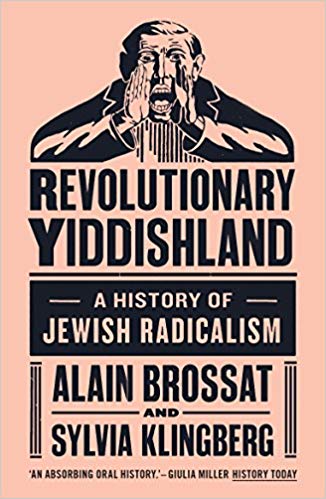 REVOLUTIONARY
YIDDISHLAND
A HISTORY OF
JEWISH RADICALISM
ALAIN BROSSAT
AND
SYLVIA KLINGBERG
‘AN ABSORBING ORAL HISTORY.’– GIULIA MILLER HISTORY TODAY